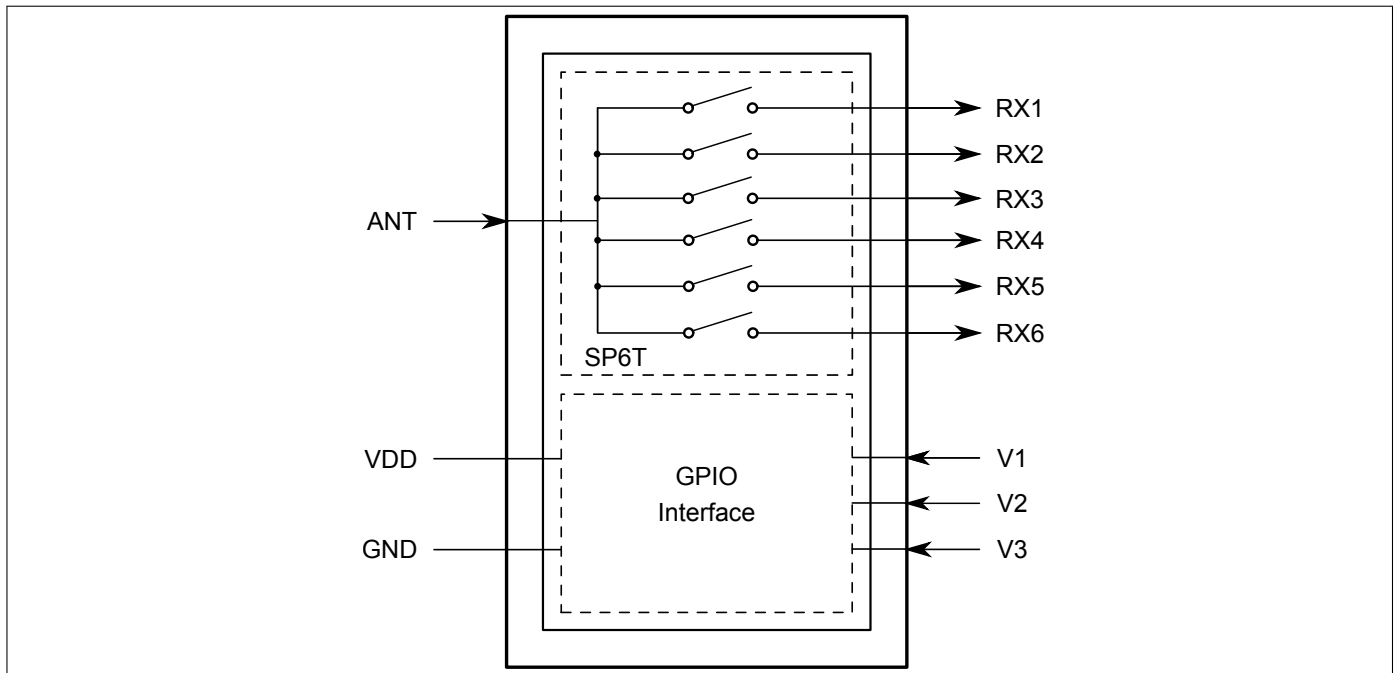 RX1
RX2
RX3
ANT
RX4
RX5
RX6
SP6T
VDD
GPIO
Interface
GND
V1
V2
V3